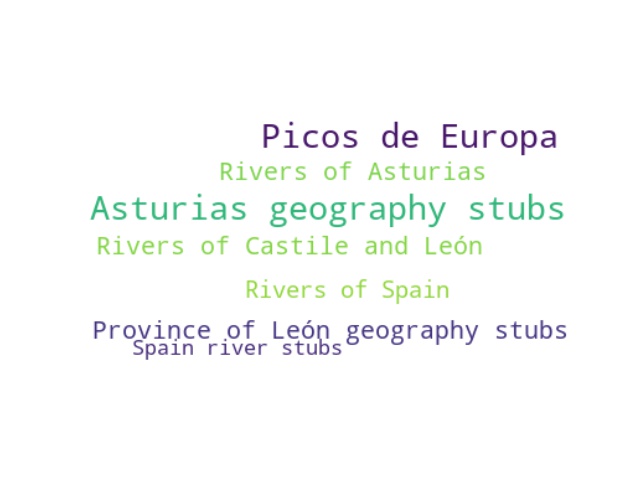 Picos de Europa
Rivers of Asturias
Asturias geography stubs
Rivers of Castile and León
Rivers of Spain
Province of León geography stubs
Spain river stubs